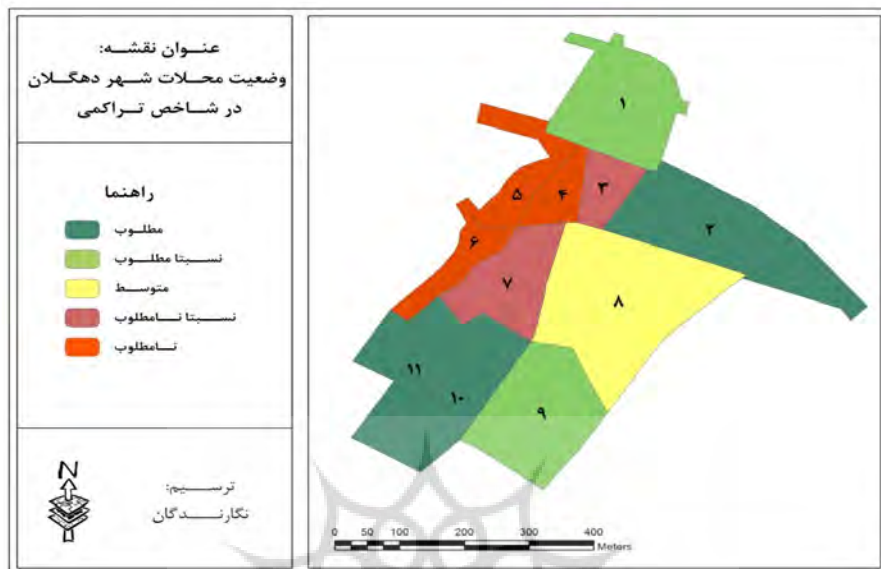 عنوان نقشه:
وضعیت محلات شهر دهگلان
در شاخص تراکمی
راهنما
مطلوب
نسبتا مطلوب
متوسط
نسبتا نامطلوب
نامطلوب
N
ترسیم:
نگارندگان
۱
۲
۳
۴
۵
۶
۷
۸
۹
۱۰
۱۱
0 50 100 200 300 400
Meters